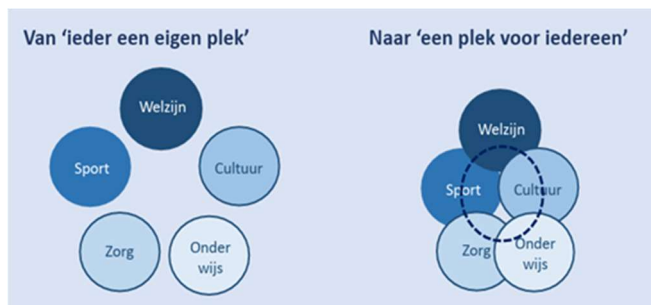 Van ‘ieder een eigen plek’
Welzijn
Sport
Cultuur
Zorg
Onder
wijs
Naar ‘een plek voor iedereen’
Welzijn
Sport
Cultuur
Zorg
Onder
wijs